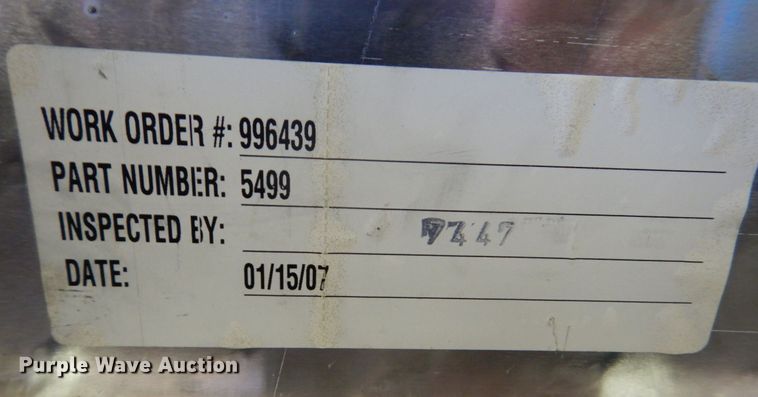 WORK ORDER #: 996439
PART NUMBER: 5499
INSPECTED BY:
DATE: 01/15/07
Purple Wave Auction